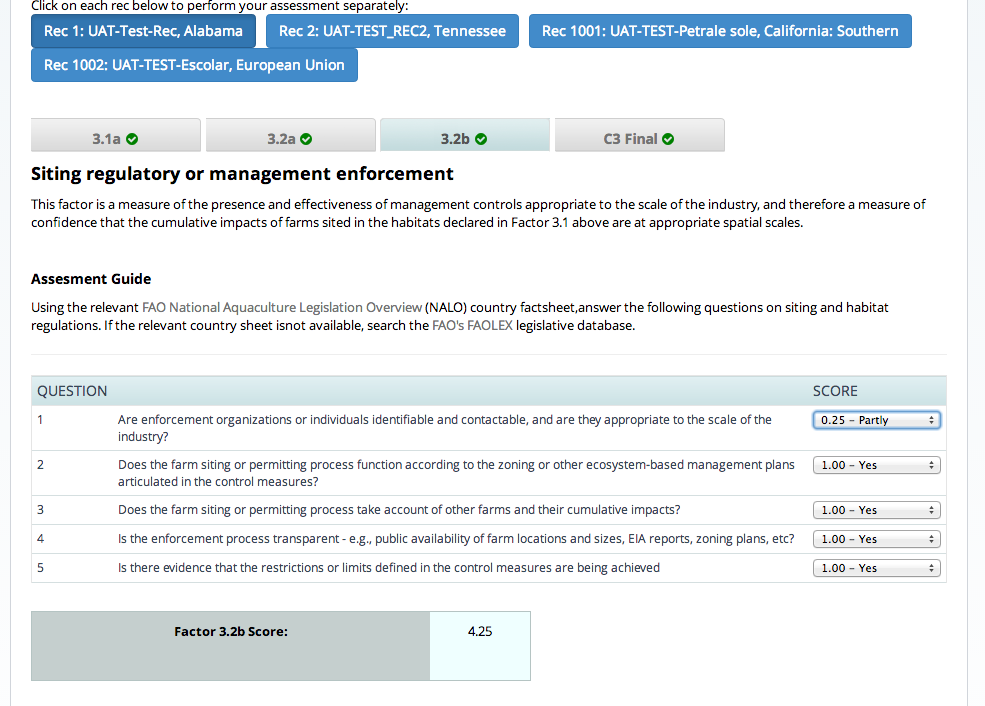 Click on each rec below to perform your assessment separately:
Rec 1: UAT-Test-Rec, Alabama
Rec 2: UAT-TEST_REC2, Tennessee
Rec 1001: UAT-TEST-Petrale sole, California: Southern
Rec 1002: UAT-TEST-Escolar, European Union
3.1a
3.2a
3.2b
C3 Final
Siting regulatory or management enforcement
This factor is a measure of the presence and effectiveness of management controls appropriate to the scale of the industry, and therefore a measure of
confidence that the cumulative impacts of farms sited in the habitats declared in Factor 3.1 above are at appropriate spatial scales.
Assesment Guide
Using the relevant FAO National Aquaculture Legislation Overview (NALO) country factsheet,answer the following questions on siting and habitat
regulations. If the relevant country sheet isnot available, search the FAO's FAOLEX legislative database.
QUESTION SCORE
1 Are enforcement organizations or individuals identifiable and contactable, and are they appropriate to the scale of the 0.25 – Partly
industry?
2 Does the farm siting or permitting process function according to the zoning or other ecosystem-based management plans 1.00 – Yes
articulated in the control measures?
3 Does the farm siting or permitting process take account of other farms and their cumulative impacts? 1.00 – Yes
4 Is the enforcement process transparent - e.g., public availability of farm locations and sizes, EIA reports, zoning plans, etc? 1.00 – Yes
5 Is there evidence that the restrictions or limits defined in the control measures are being achieved 1.00 – Yes
Factor 3.2b Score: 4.25